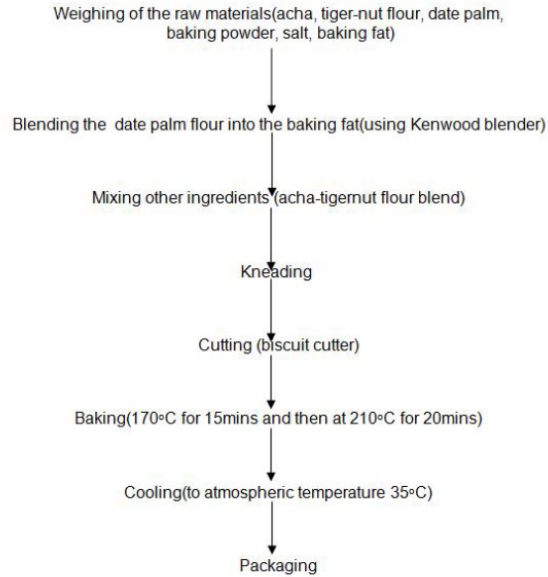 Weighing of the raw materials(acha, tiger-nut flour, date palm,
baking powder, salt, baking fat)
Blending the date palm flour into the baking fat(using Kenwood blender)
Mixing other ingredients (acha-tigernut flour blend)
Kneading
Cutting (biscuit cutter)
Baking(170oC for 15mins and then at 210oC for 20mins)
Cooling(to atmospheric temperature 35oC)
Packaging